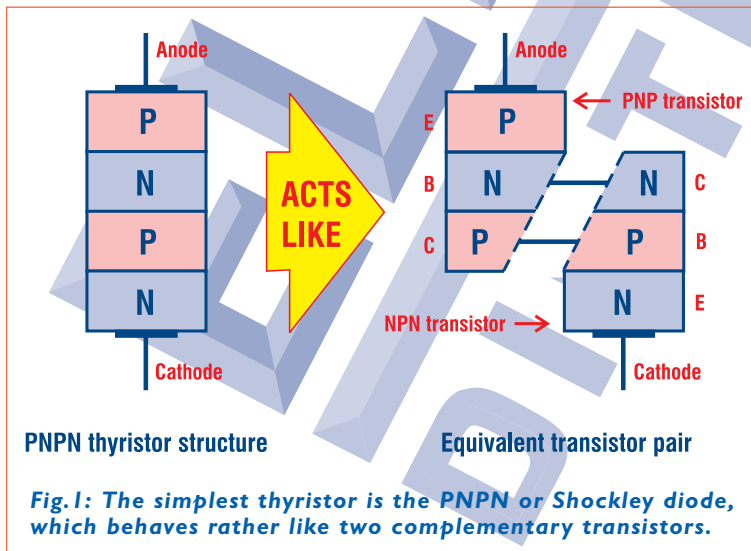 Anode
P
N
P
N
Cathode
PNPN thyristor structure
ACTS
LIKE
Anode
PNP transistor
E P
B N N C
C P P B
N E
NPN transistor
Cathode
Equivalent transistor pair
Fig.1: The simplest thyristor is the PNPN or Shockley diode,
which behaves rather like two complementary transistors.